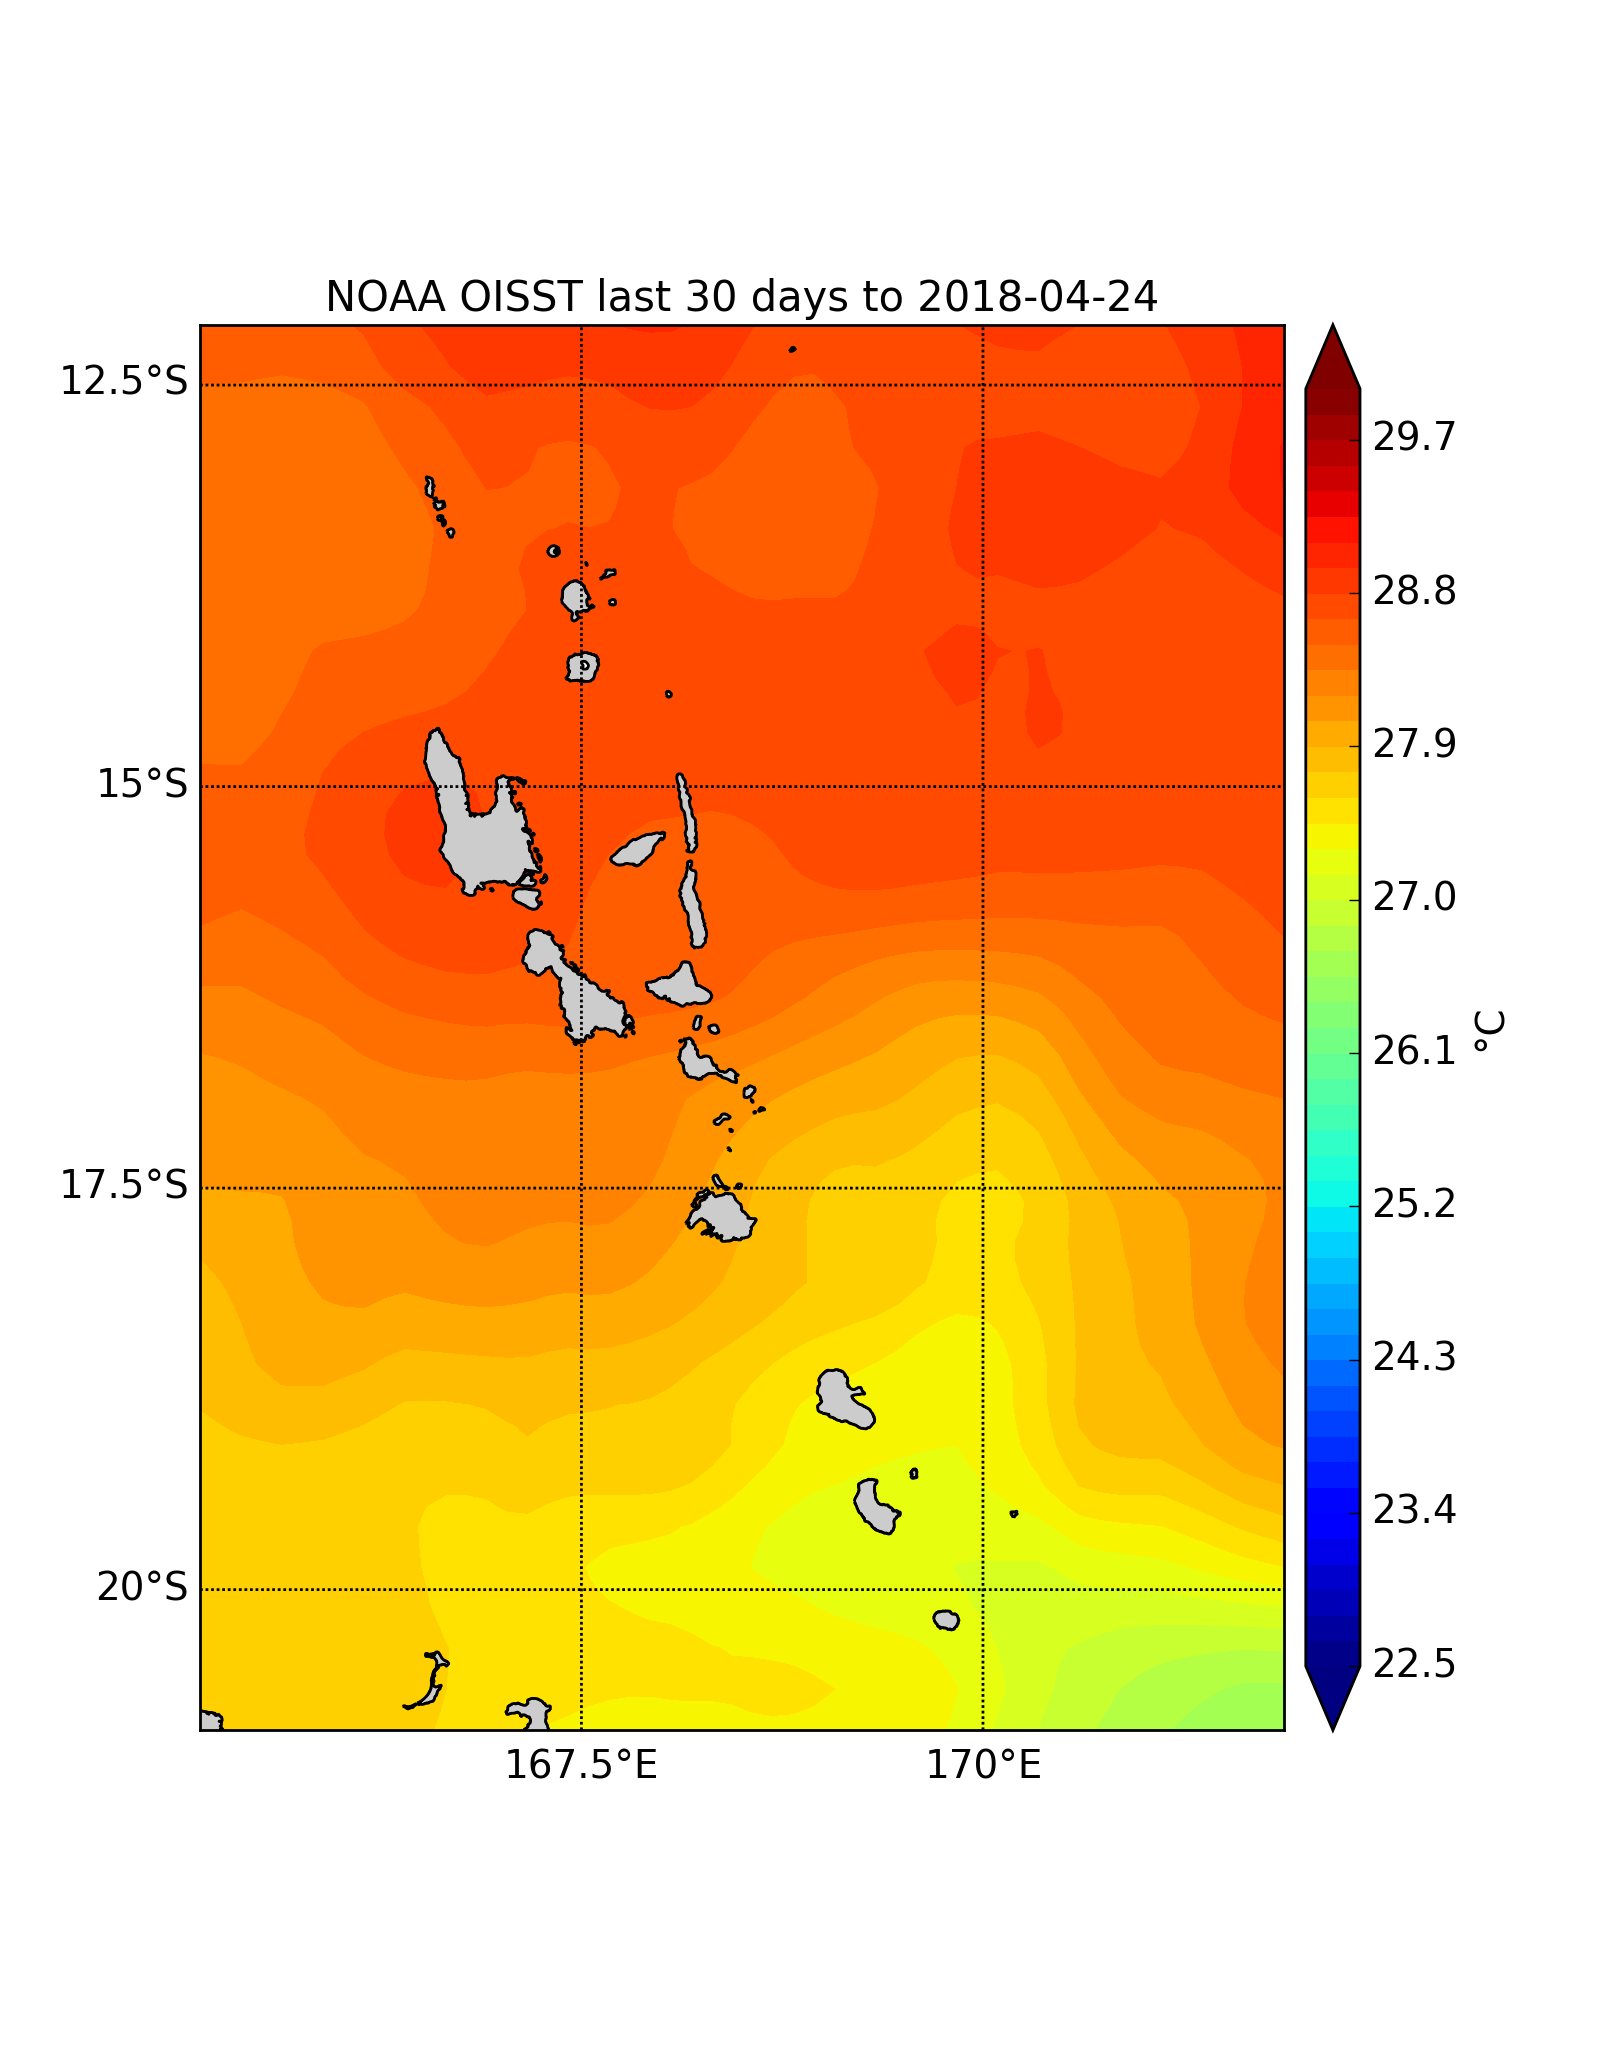 NOAA OISST last 30 days to 2018-04-24
12.5°S
15°S
17.5°S
20°S
167.5°E
170°E
29.7
28.8
27.9
27.0
26.1
25.2
24.3
23.4
22.5
°C